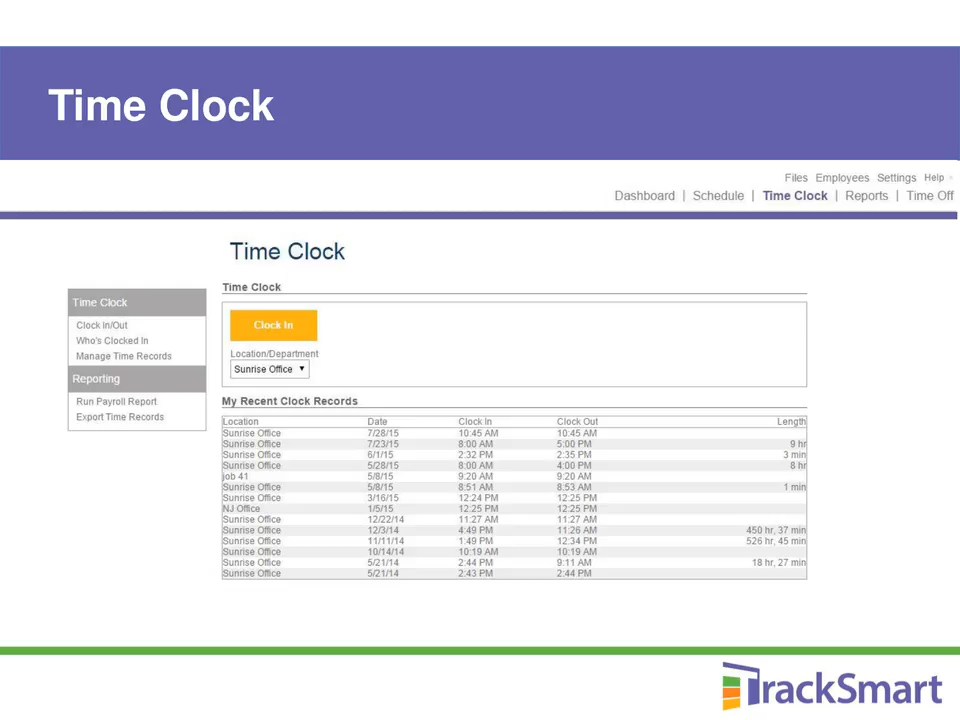 Time Clock
Files Employees Settings Help
Dashboard | Schedule | Time Clock | Reports | Time Off
Time Clock
Time Clock
Time Clock
Clock In/Out
Who's Clocked In
Manage Time Records
Reporting
Run Payroll Report
Export Time Records
Clock In
Location/Department
Sunrise Office ▼
My Recent Clock Records
Location Date Clock In Clock Out Length
Sunrise Office 7/28/15 10:45 AM 10:45 AM
Sunrise Office 7/23/15 8:00 AM 5:00 PM 9 hr
Sunrise Office 6/1/15 2:32 PM 2:35 PM 3 min
Sunrise Office 5/28/15 8:00 AM 4:00 PM 8 hr
job 41 5/8/15 9:20 AM 9:20 AM
Sunrise Office 5/8/15 8:51 AM 8:53 AM 1 min
Sunrise Office 3/16/15 12:24 PM 12:25 PM
NJ Office 1/5/15 12:25 PM 12:25 PM
Sunrise Office 12/22/14 11:27 AM 11:27 AM
Sunrise Office 12/3/14 4:49 PM 11:26 AM 450 hr, 37 min
Sunrise Office 11/11/14 1:49 PM 12:34 PM 526 hr, 45 min
Sunrise Office 10/14/14 10:19 AM 10:19 AM
Sunrise Office 5/21/14 2:44 PM 9:11 AM 18 hr, 27 min
Sunrise Office 5/21/14 2:43 PM 2:44 PM
TrackSmart